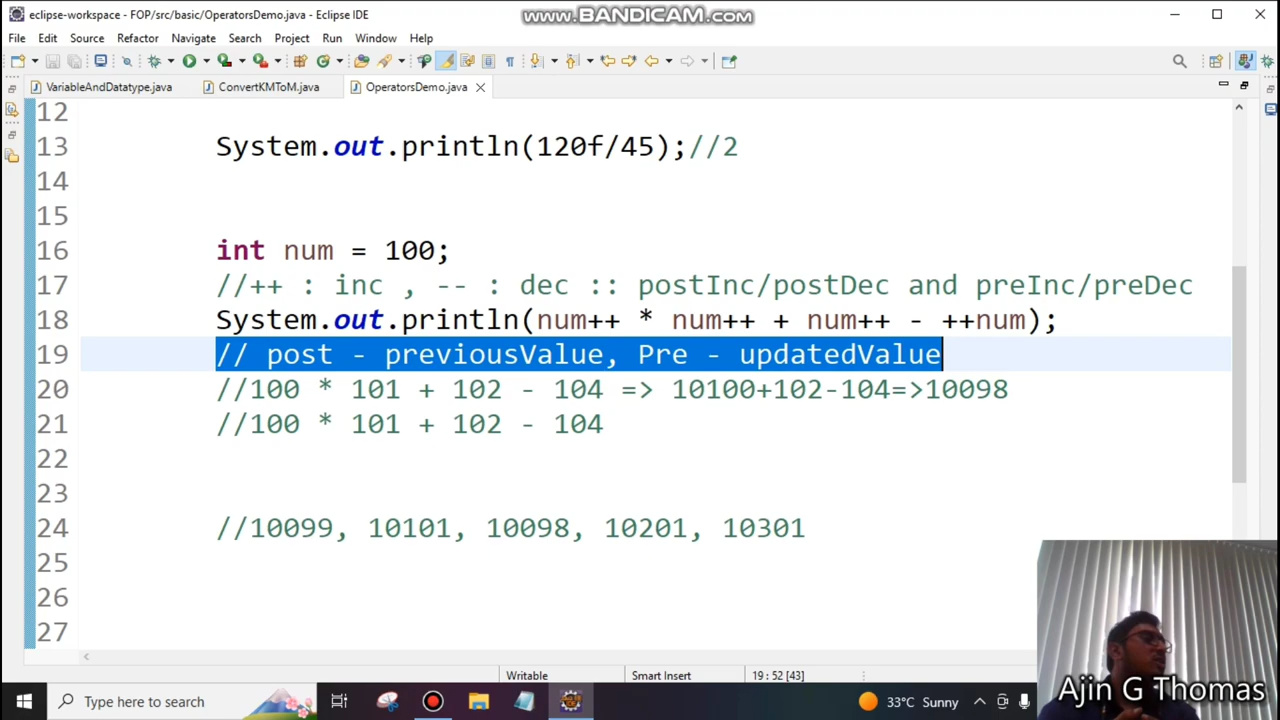 eclipse-workspace - FOP/src/basic/OperatorsDemo.java - Eclipse IDE
www.BANDICAM.com
File Edit Source Refactor Navigate Search Project Run Window Help
VariableAndDatatype.java ConvertKMToM.java OperatorsDemo.java
12
13 System.out.println(120f/45);//2
14
15
16 int num = 100;
17 //++ : inc , -- : dec :: postInc/postDec and preInc/preDec
18 System.out.println(num++ * num++ + num++ - ++num);
19 // post - previousValue, Pre - updatedValue
20 //100 * 101 + 102 - 104 => 10100+102-104=>10098
21 //100 * 101 + 102 - 104
22
23
24 //10099, 10101, 10098, 10201, 10301
25
26
27
Writable Smart Insert 19 : 52 [43]
Type here to search 33°C Sunny
Ajin G Thomas